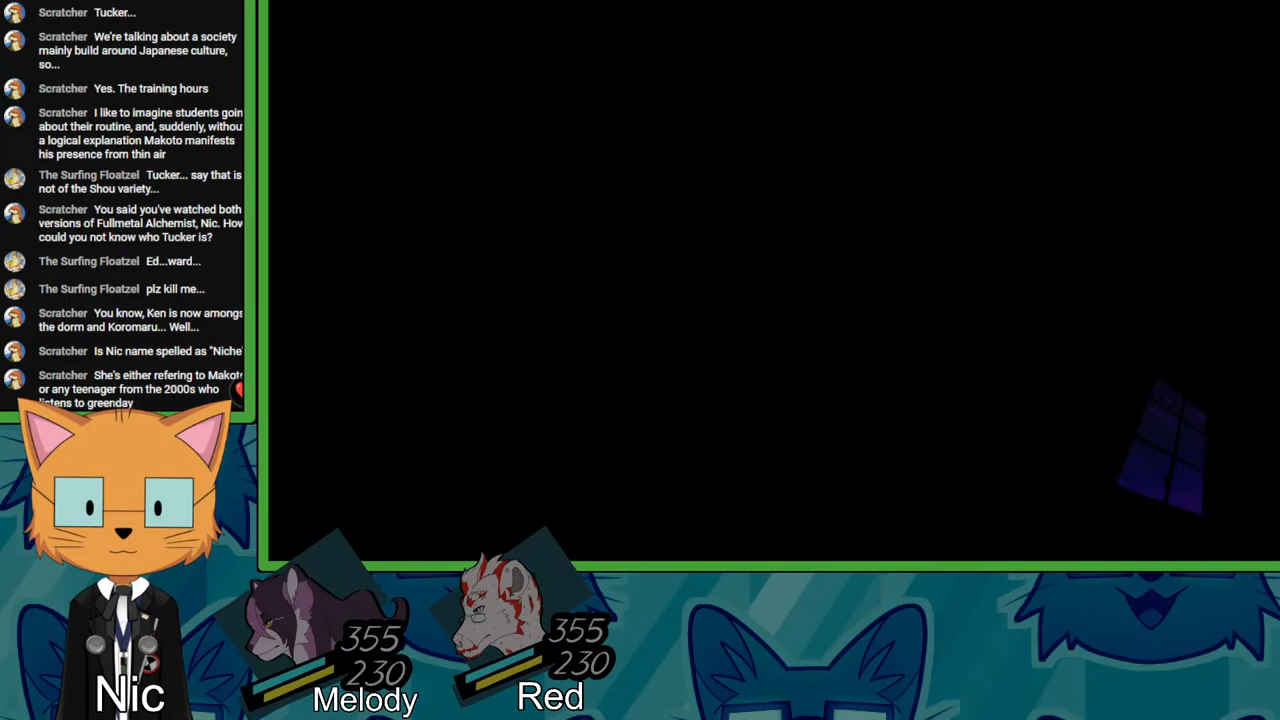 Scratcher Tucker...
Scratcher We're talking about a society
mainly build around Japanese culture,
so...
Scratcher Yes. The training hours
Scratcher I like to imagine students goin
about their routine, and, suddenly, withou
a logical explanation Makoto manifests
his presence from thin air
The Surfing Floatzel Tucker... say that is
not of the Shou variety...
Scratcher You said you've watched both
versions of Fullmetal Alchemist, Nic. How
could you not know who Tucker is?
The Surfing Floatzel Ed...ward...
The Surfing Floatzel plz kill me...
Scratcher You know, Ken is now amongs
the dorm and Koromaru... Well...
Scratcher Is Nic name spelled as "Niche"
Scratcher She's either refering to Makoto
or any teenager from the 2000s who
listens to greenday
355
230
355
230
Nic
Melody
Red